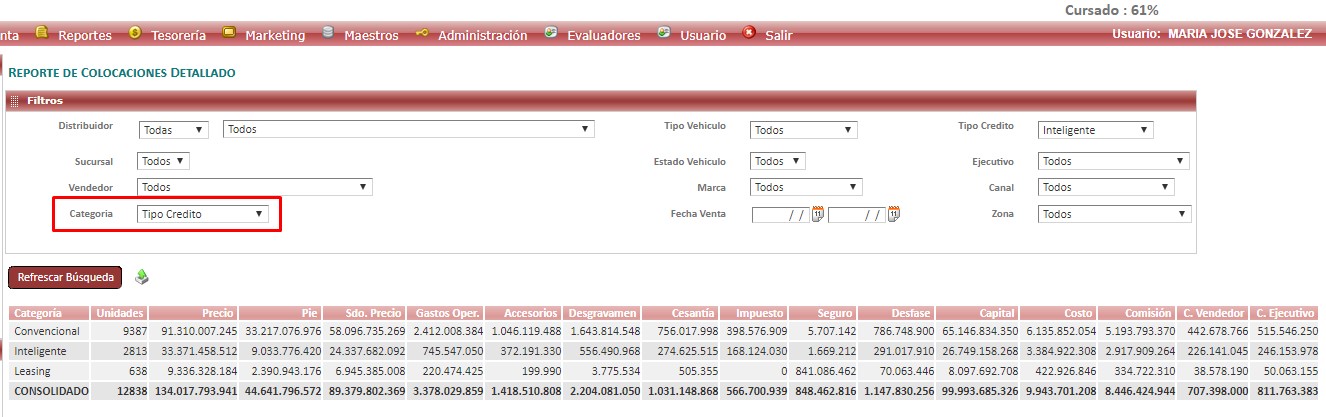 Cursado : 61%
nta Reportes Tesorería Marketing Maestros Administración Evaluadores Usuario Salir Usuario: MARIA JOSE GONZALEZ
REPORTE DE COLOCACIONES DETALLADO
Filtros
Distribuidor Todas Todos Tipo Vehiculo Todos Tipo Credito Inteligente
Sucursal Todos Estado Vehiculo Todos Ejecutivo Todos
Vendedor Todos Marca Todos Canal Todos
Categoria Tipo Credito Fecha Venta / / 11 / / 11 Zona Todos
Refrescar Búsqueda
Categoría Unidades Precio Pie Sdo. Precio Gastos Oper. Accesorios Desgravamen Cesantía Impuesto Seguro Desfase Capital Costo Comisión C. Vendedor C. Ejecutivo
Convencional 9387 91.310.007.245 33.217.076.976 58.096.735.269 2.412.008.384 1.046.119.488 1.643.814.548 756.017.998 398.576.909 5.707.142 786.748.900 65.146.834.350 6.135.852.054 5.193.793.370 442.678.766 515.546.250
Inteligente 2813 33.371.458.512 9.033.776.420 24.337.682.092 745.547.050 372.191.330 556.490.968 274.625.515 168.124.030 1.669.212 291.017.910 26.749.158.268 3.384.922.308 2.917.909.264 226.141.045 246.153.978
Leasing 638 9.336.328.184 2.390.943.176 6.945.385.008 220.474.425 199.990 3.775.534 505.355 0 841.086.462 70.063.446 8.097.692.708 422.926.846 334.722.310 38.578.190 50.063.155
CONSOLIDADO 12838 134.017.793.941 44.641.796.572 89.379.802.369 3.378.029.859 1.418.510.808 2.204.081.050 1.031.148.868 566.700.939 848.462.816 1.147.830.256 99.993.685.326 9.943.701.208 8.446.424.944 707.398.000 811.763.383